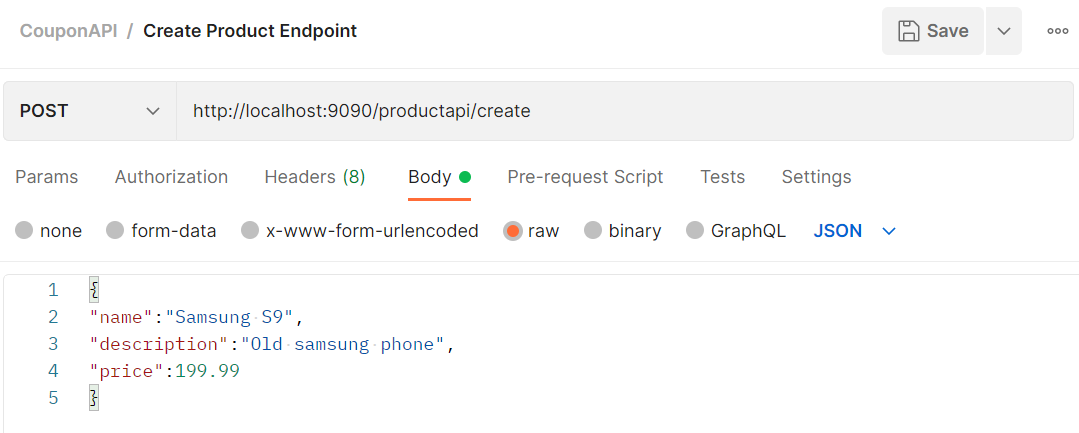 CouponAPI / Create Product Endpoint Save
POST http://localhost:9090/productapi/create
Params Authorization Headers (8) Body Pre-request Script Tests Settings
none form-data x-www-form-urlencoded raw binary GraphQL JSON
1 {
2 "name":"Samsung S9",
3 "description":"Old samsung phone",
4 "price":199.99
5 }